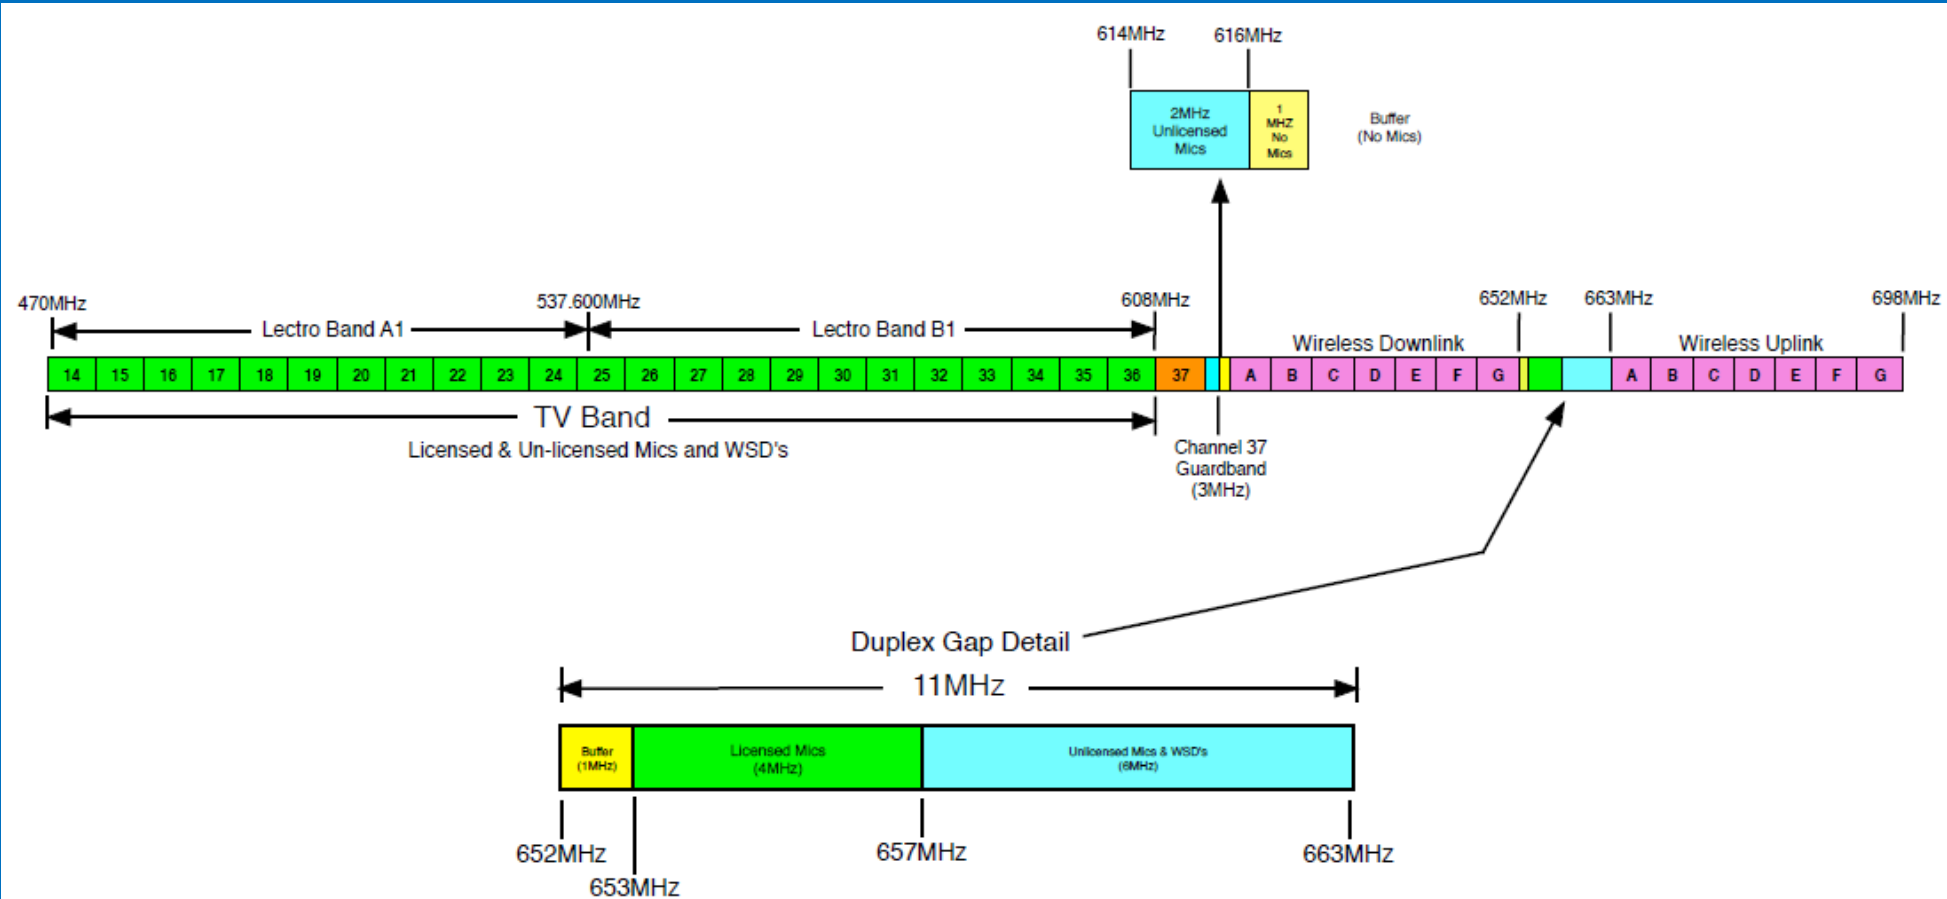 614MHz 616MHz
2MHz
Unlicensed
Mics
1
MHZ
No
Mics
Buffer
(No Mics)
470MHz 537.600MHz 608MHz 652MHz 663MHz 698MHz
Lectro Band A1 Lectro Band B1
Wireless Downlink Wireless Uplink
14 15 16 17 18 19 20 21 22 23 24 25 26 27 28 29 30 31 32 33 34 35 36 37 A B C D E F G A B C D E F G
TV Band
Licensed & Un-licensed Mics and WSD's
Channel 37
Guardband
(3MHz)
Duplex Gap Detail
11MHz
Buffer
(1MHz)
Licensed Mics
(4MHz)
Unlicensed Mics & WSD's
(6MHz)
652MHz 657MHz 663MHz
653MHz